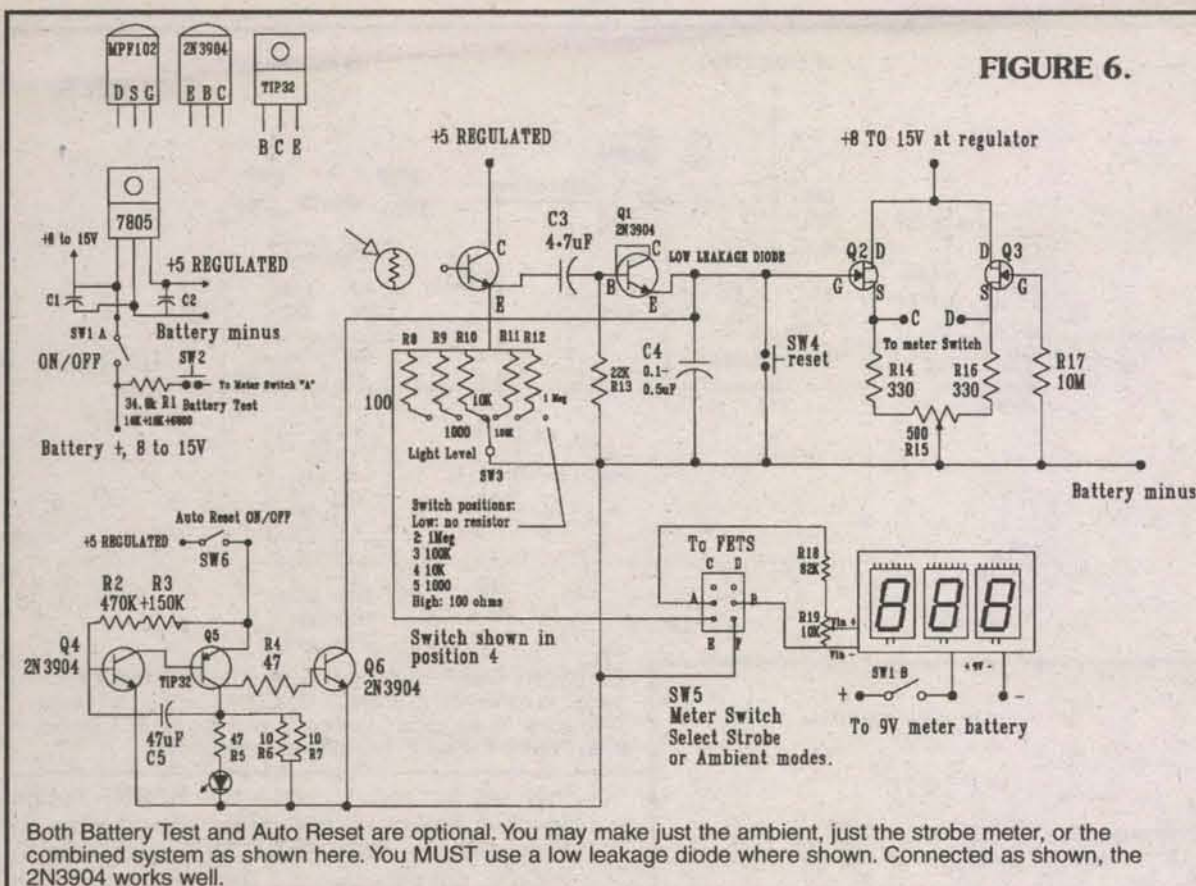 FIGURE 6.
MPF102
D S G
2N3904
E B C
TIP32
B C E
7805
+8 to 15V
+5 REGULATED
C1
C2
Battery minus
SW1 A
ON/OFF
SW2
To Meter Switch "A"
R1
Battery Test
Battery +, 8 to 15V
+5 REGULATED
C
E
C3
4.7uF
Q1
2N3904
C
B
E
LOW LEAKAGE DIODE
+8 TO 15V at regulator
Q2
D
G
S
D
Q3
S
G
C
D
To meter Switch
R14
330
R16
330
R17
10M
500
R15
SW4
reset
C4
0.1-
0.5uF
22K
R13
R8
R9
R10
R11
R12
100
1000
10K
100K
1 Meg
Light Level
SW3
Battery minus
Switch positions:
Low: no resistor
2 1Meg
3 100K
4 10K
5 1000
High: 100 ohms
Switch shown in
position 4
Auto Reset ON/OFF
+5 REGULATED
SW6
R2
470K
R3
+150K
Q4
2N3904
Q5
TIP32
R4
47
Q6
2N3904
47uF
C5
47
R5
10
R6
10
R7
To FETS
C
D
A
B
E
F
SW5
Meter Switch
Select Strobe
or Ambient modes.
R18
82K
R19
10K
Vin +
Vin -
888
SW1 B
+ 9V -
+
-
To 9V meter battery
Both Battery Test and Auto Reset are optional. You may make just the ambient, just the strobe meter, or the
combined system as shown here. You MUST use a low leakage diode where shown. Connected as shown, the
2N3904 works well.